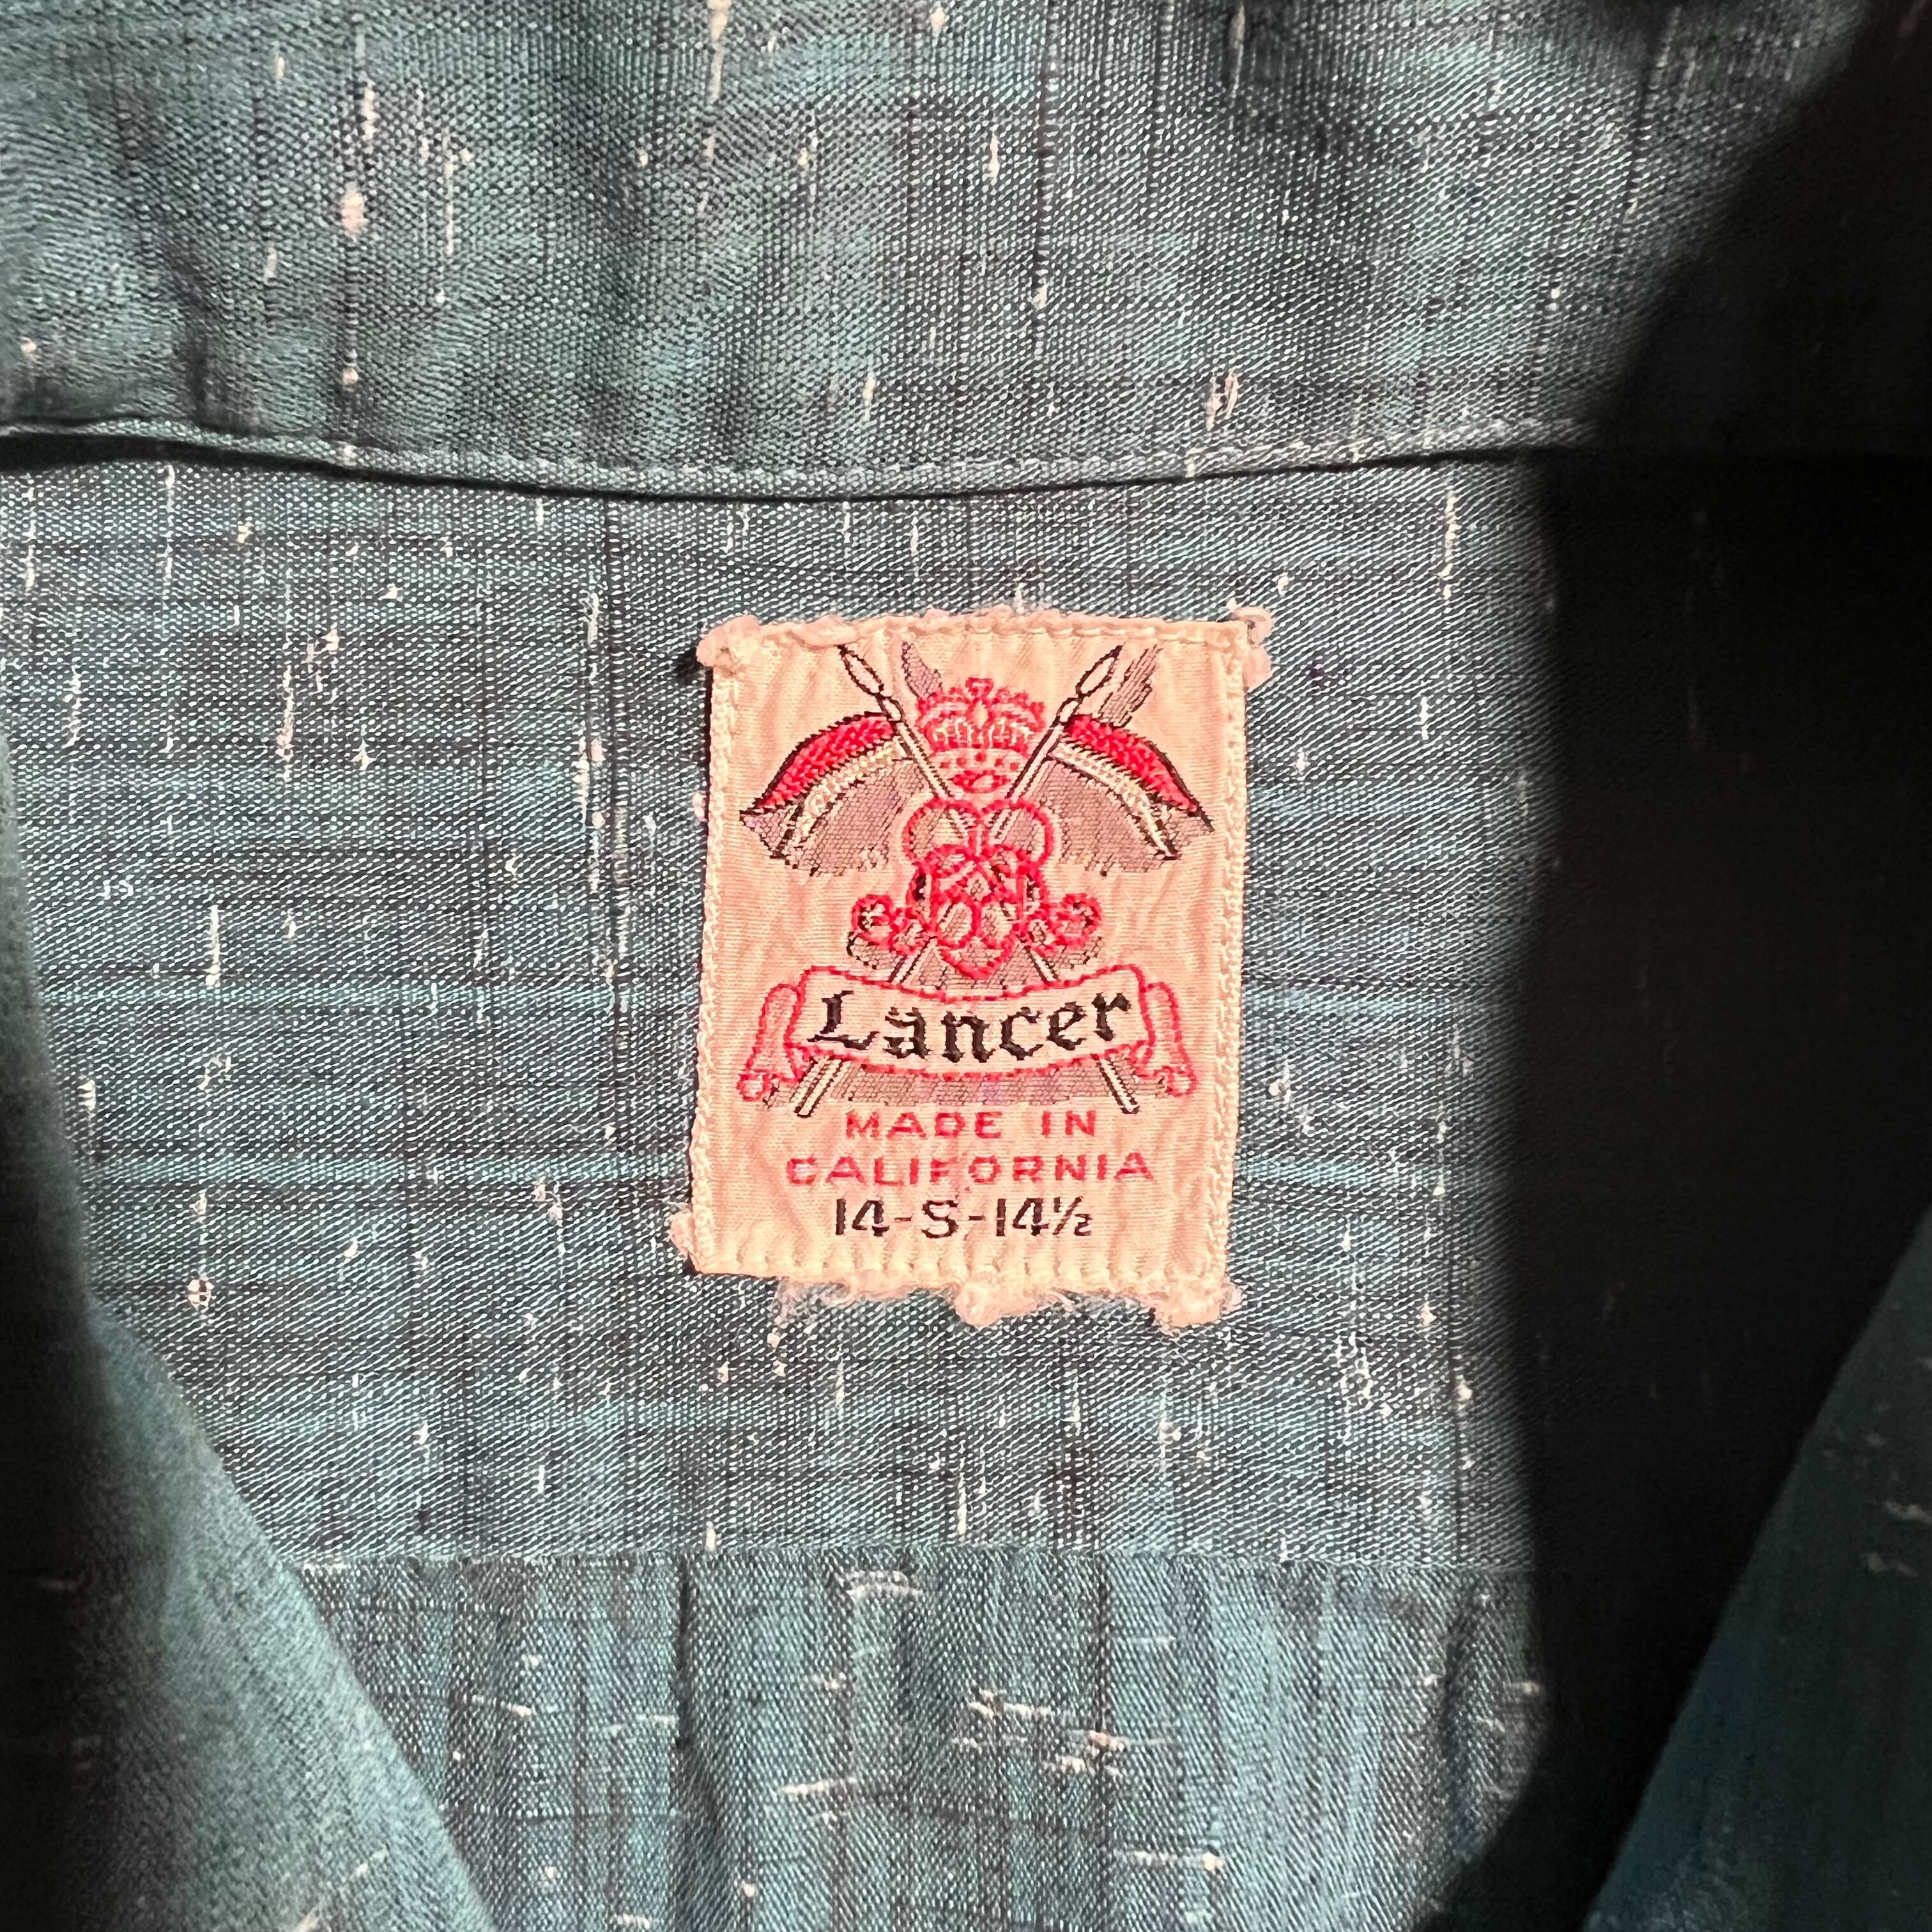 Lancer
MADE IN
CALIFORNIA
14-S-14½